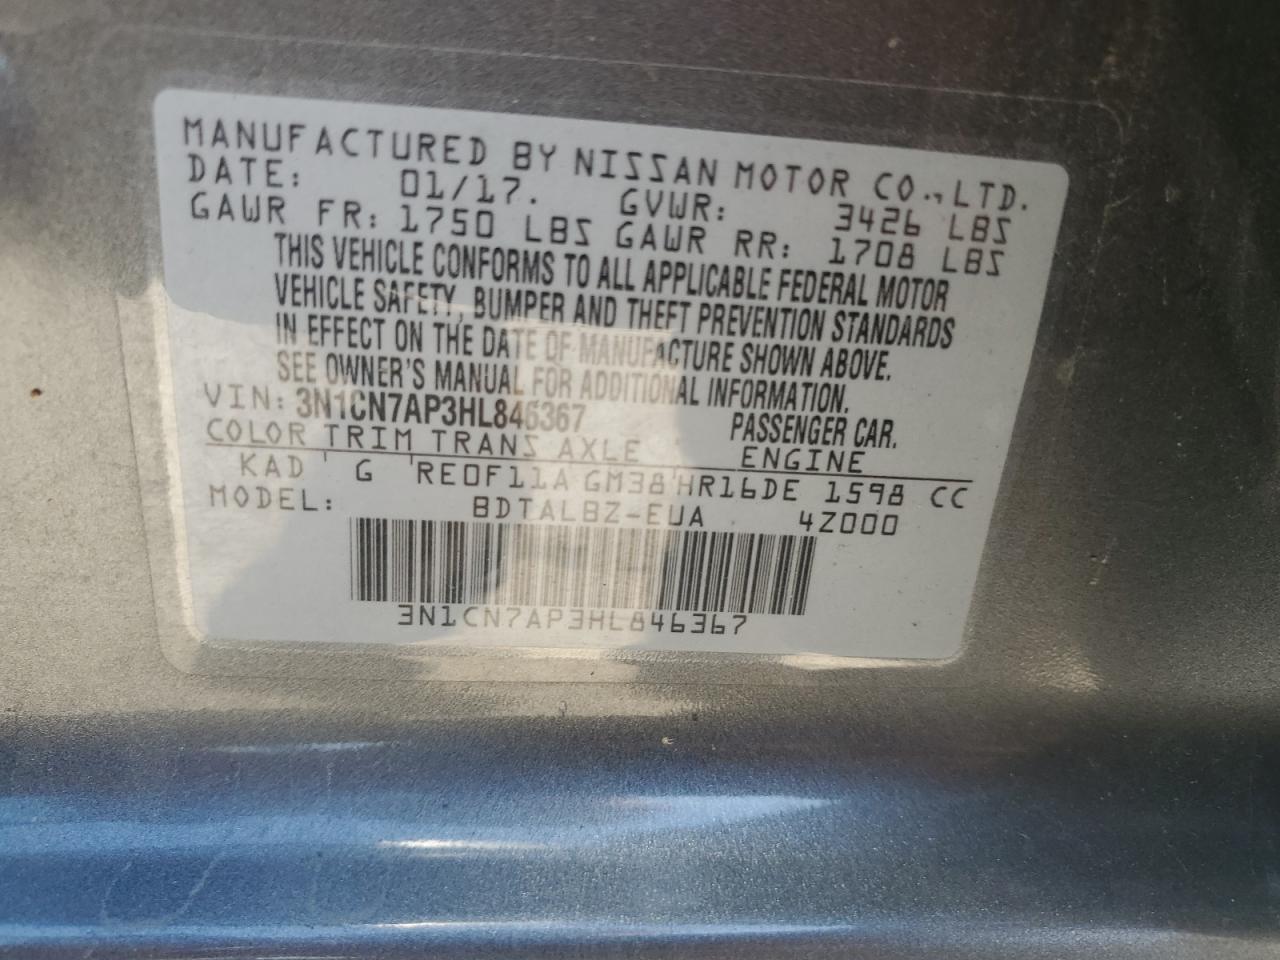 MANUFACTURED BY NISSAN MOTOR CO., LTD.
DATE: 01/17. GVWR: 3426 LBS
GAWR FR: 1750 LBS GAWR RR: 1708 LBS
THIS VEHICLE CONFORMS TO ALL APPLICABLE FEDERAL MOTOR
VEHICLE SAFETY, BUMPER AND THEFT PREVENTION STANDARDS
IN EFFECT ON THE DATE OF MANUFACTURE SHOWN ABOVE.
SEE OWNER'S MANUAL FOR ADDITIONAL INFORMATION.
VIN: 3N1CN7AP3HL846367 PASSENGER CAR.
COLOR TRIM TRANS AXLE ENGINE
KAD G RE0F11A GM38 HR16DE 1598 CC
MODEL: BDTALBZ-EUA 4Z000
3N1CN7AP3HL846367